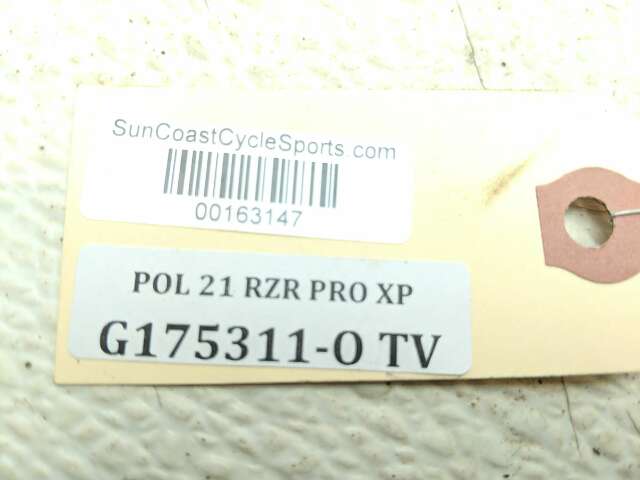 SunCoastCycleSports.com
00163147
POL 21 RZR PRO XP
G175311-O TV